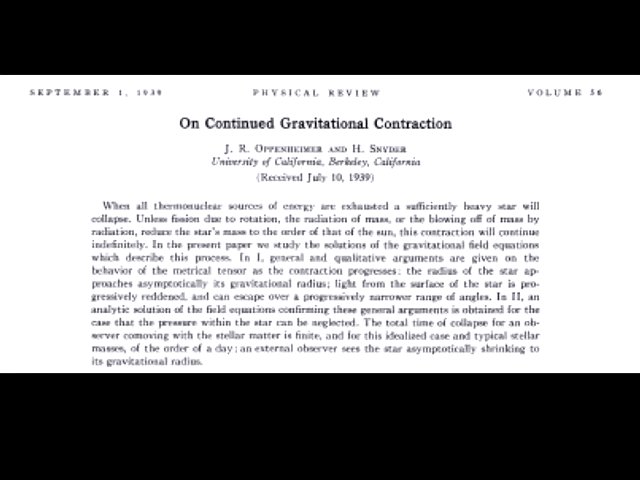 SEPTEMBER 1, 1939 PHYSICAL REVIEW VOLUME 56
On Continued Gravitational Contraction
J. R. OPPENHEIMER AND H. SNYDER
University of California, Berkeley, California
(Received July 10, 1939)
When all thermonuclear sources of energy are exhausted a sufficiently heavy star will
collapse. Unless fission due to rotation, the radiation of mass, or the blowing off of mass by
radiation, reduce the star's mass to the order of that of the sun, this contraction will continue
indefinitely. In the present paper we study the solutions of the gravitational field equations
which describe this process. In I, general and qualitative arguments are given on the
behavior of the metrical tensor as the contraction progresses: the radius of the star ap-
proaches asymptotically its gravitational radius; light from the surface of the star is pro-
gressively reddened, and can escape over a progressively narrower range of angles. In II, an
analytic solution of the field equations confirming these general arguments is obtained for the
case that the pressure within the star can be neglected. The total time of collapse for an ob-
server comoving with the stellar matter is finite, and for this idealized case and typical stellar
masses, of the order of a day; an external observer sees the star asymptotically shrinking to
its gravitational radius.